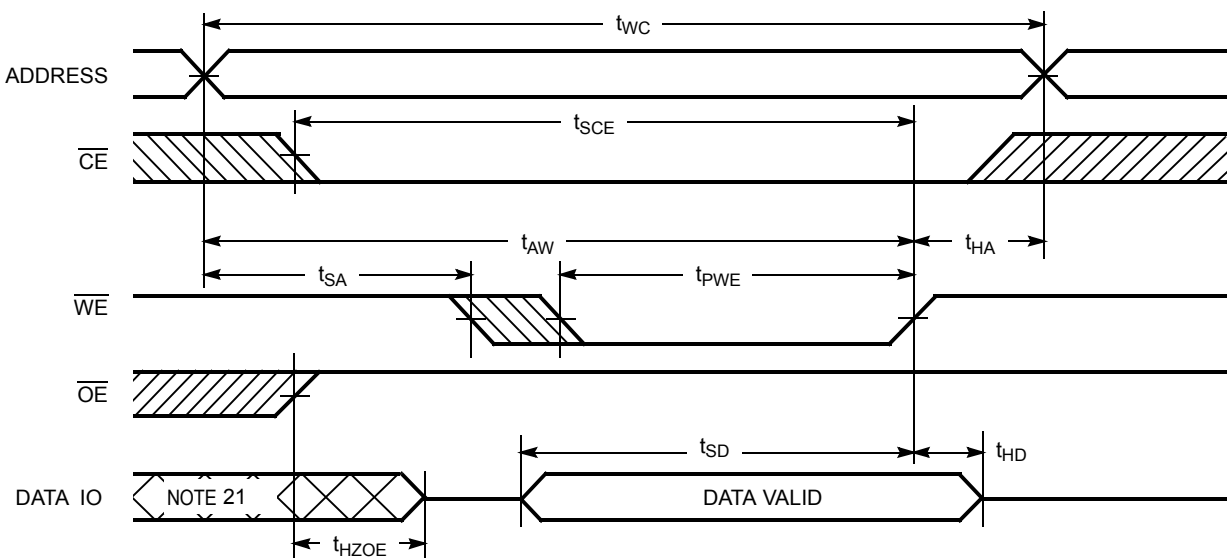 tWC
ADDRESS
tSCE
CE
tAW
tHA
tSA
tPWE
WE
OE
tSD
tHD
DATA IO
NOTE 21
DATA VALID
tHZOE